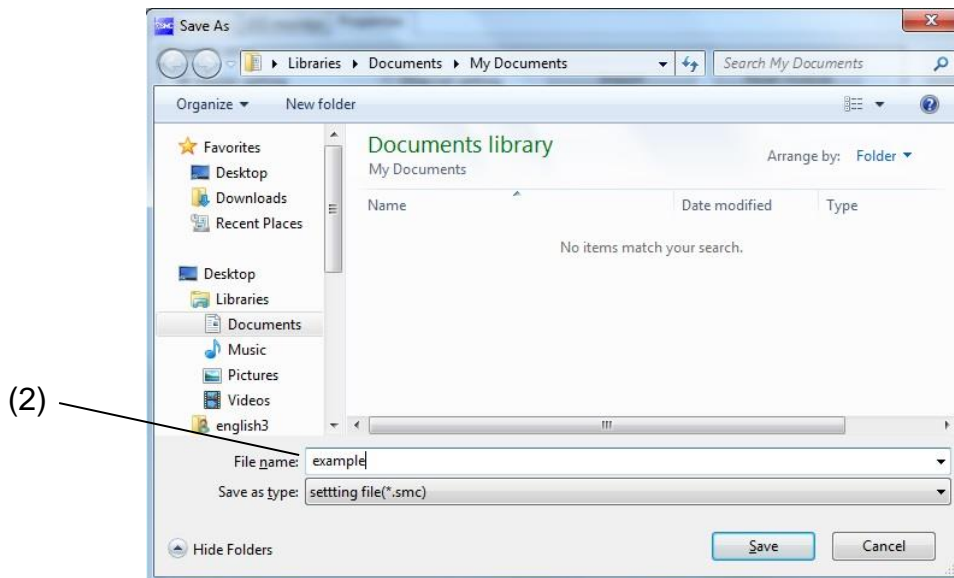 Save As
Libraries ▸ Documents ▸ My Documents
Search My Documents
Organize ▾ New folder
Favorites
Desktop
Downloads
Recent Places
Desktop
Libraries
Documents
Music
Pictures
Videos
english3
Documents library
My Documents
Arrange by: Folder ▾
Name Date modified Type
No items match your search.
(2)
File name: example
Save as type: settting file(*.smc)
Hide Folders
Save Cancel